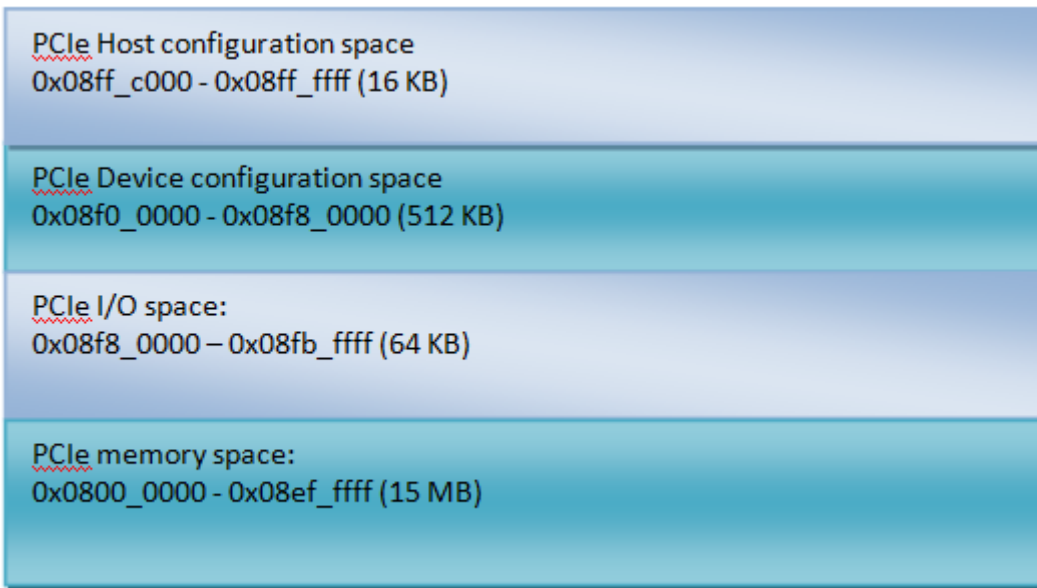 PCIe Host configuration space
0x08ff_c000 - 0x08ff_ffff (16 KB)
PCIe Device configuration space
0x08f0_0000 - 0x08f8_0000 (512 KB)
PCIe I/O space:
0x08f8_0000 – 0x08fb_ffff (64 KB)
PCIe memory space:
0x0800_0000 - 0x08ef_ffff (15 MB)